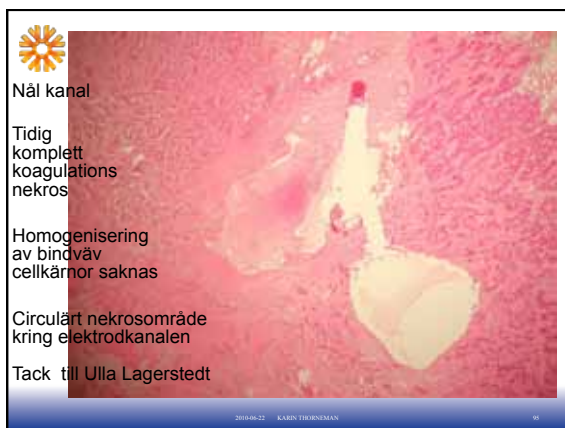 Nål kanal
Tidig
komplett
koagulations
nekros
Homogenisering
av bindväv
cellkärnor saknas
Circulärt nekrosområde
kring elektrodkanalen
Tack till Ulla Lagerstedt
2010-06-22 KARIN THORNEMAN 95